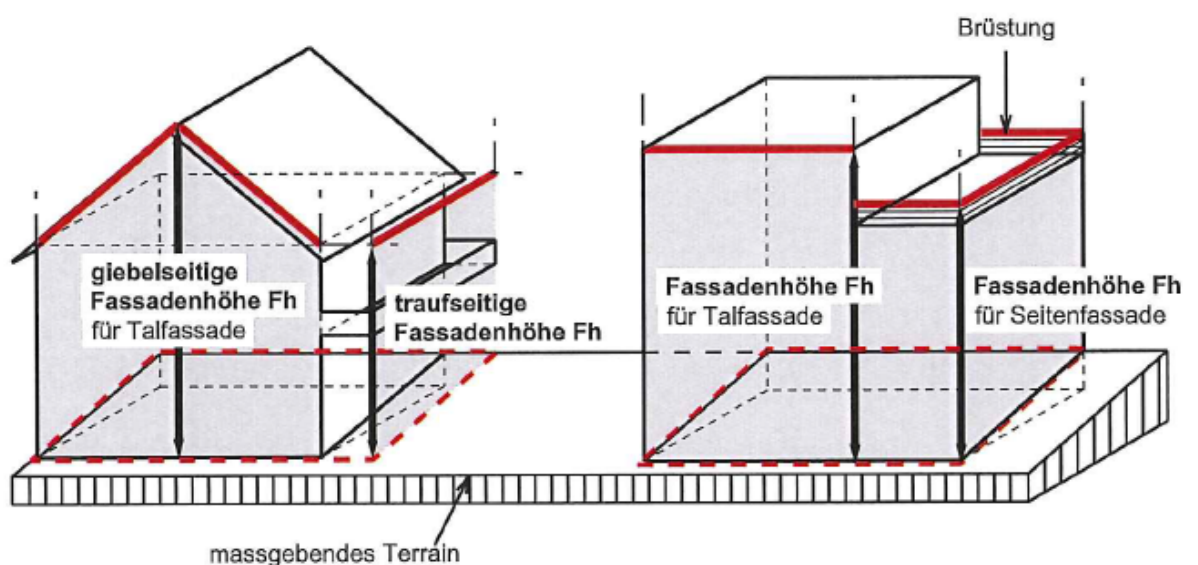 Brüstung
giebelseitige
Fassadenhöhe Fh
für Talfassade
traufseitige
Fassadenhöhe Fh
Fassadenhöhe Fh
für Talfassade
Fassadenhöhe Fh
für Seitenfassade
massgebendes Terrain